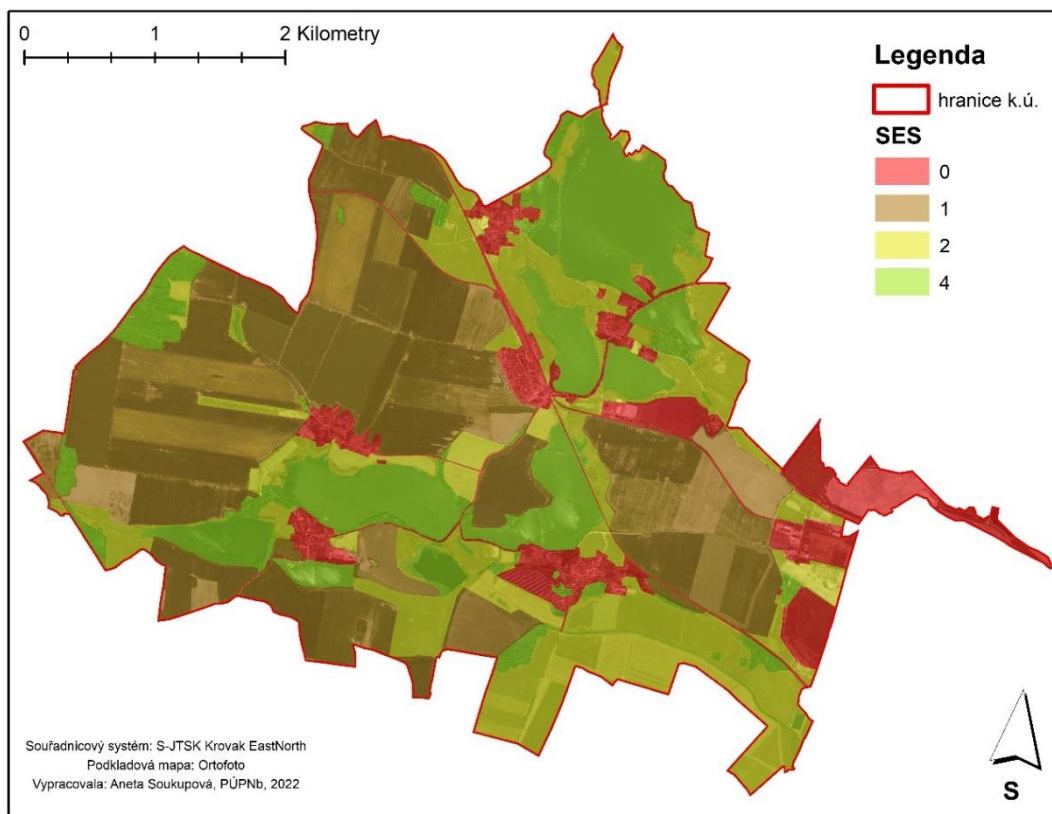 0 1 2 Kilometry
Legenda
hranice k.ú.
SES
0
1
2
4
Souřadnicový systém: S-JTSK Krovak EastNorth
Podkladová mapa: Ortofoto
Vypracovala: Aneta Soukupová, PÚPNb, 2022
S